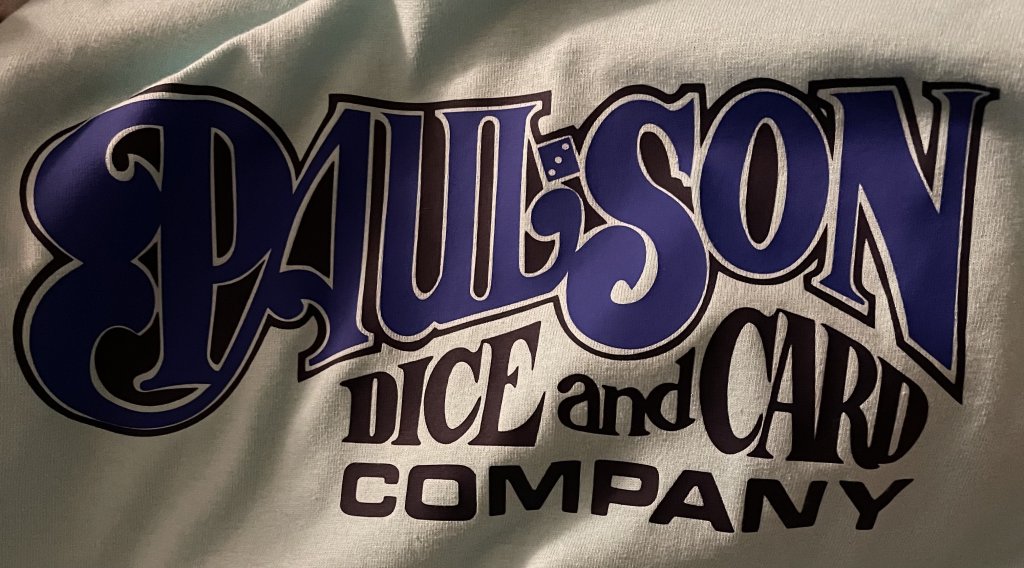 PAULSON
DICE and CARD
COMPANY